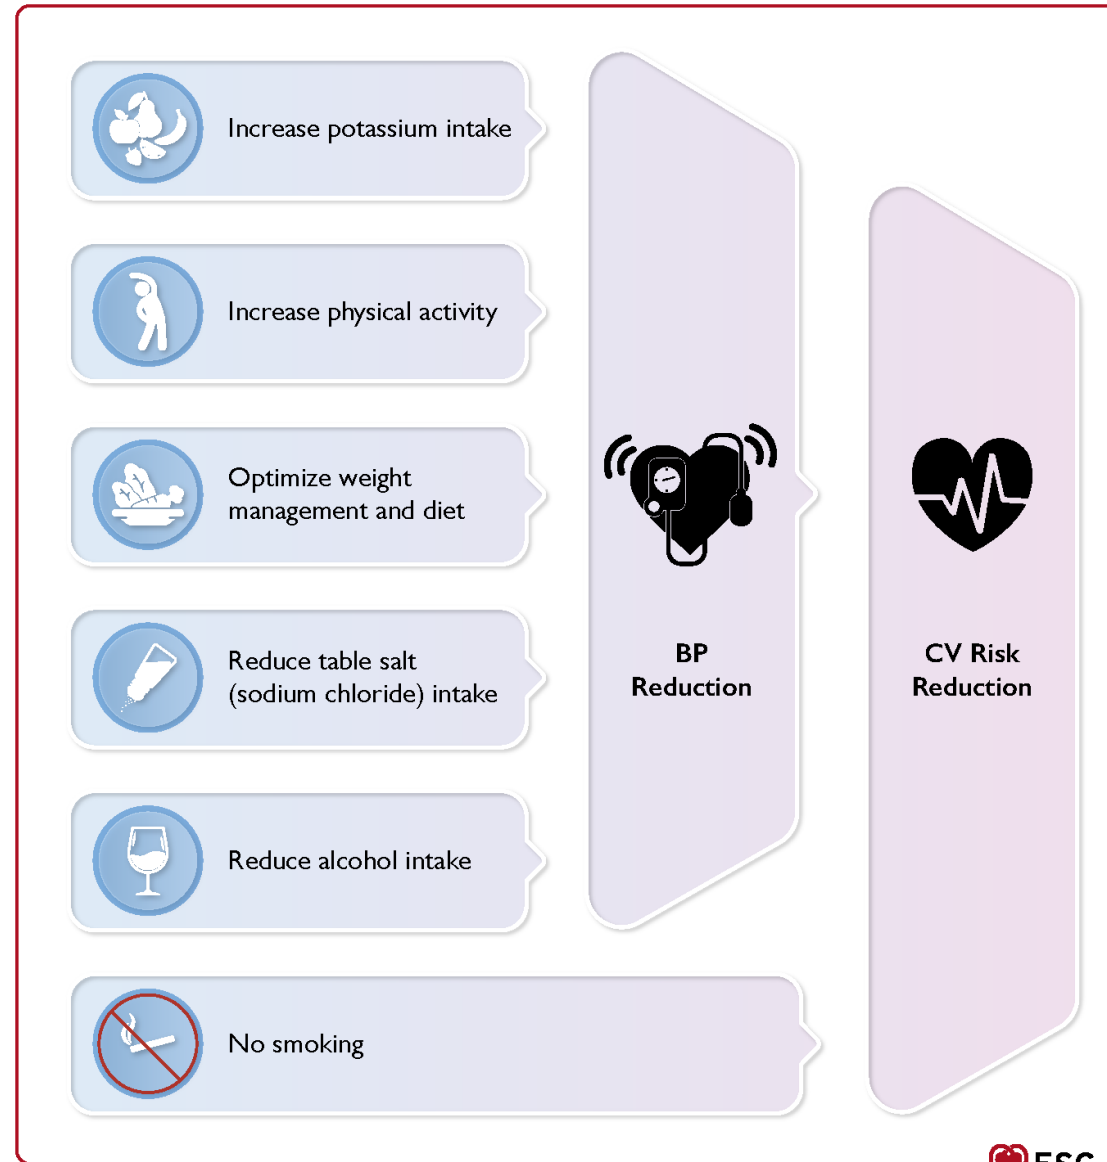 Increase potassium intake
Increase physical activity
Optimize weight
management and diet
Reduce table salt
(sodium chloride) intake
Reduce alcohol intake
No smoking
BP
Reduction
CV Risk
Reduction
ESC